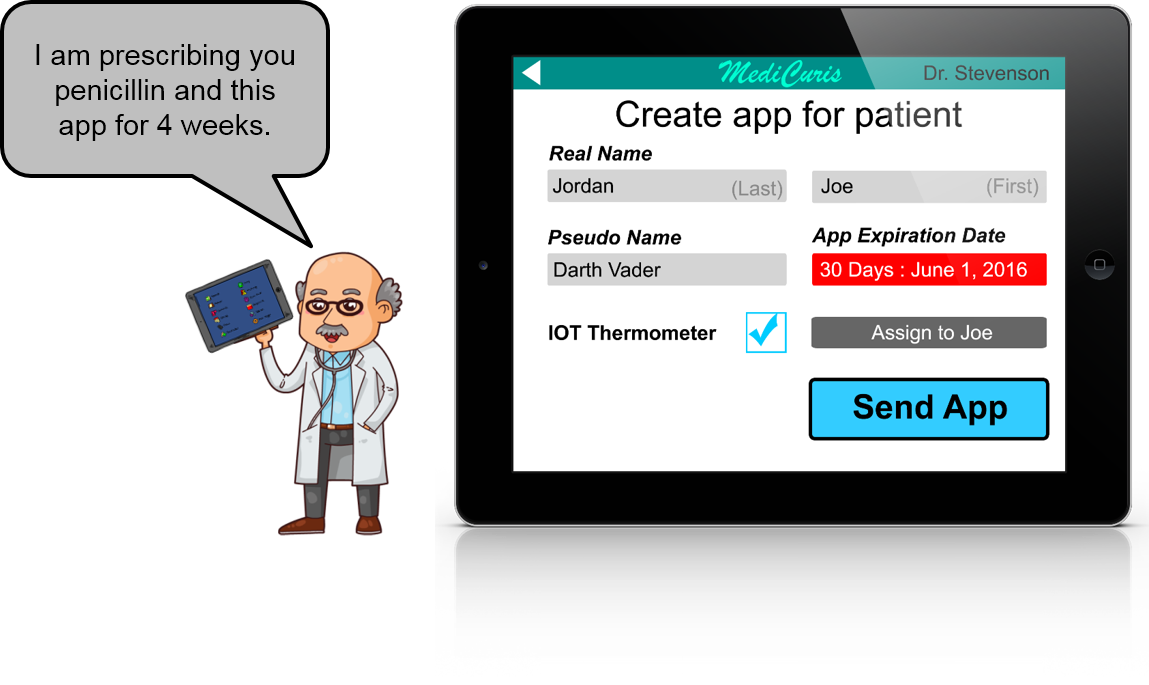 I am prescribing you
penicillin and this
app for 4 weeks.
MediCuris
Dr. Stevenson
Create app for patient
Real Name
Jordan (Last)
Joe (First)
Pseudo Name
App Expiration Date
Darth Vader
30 Days : June 1, 2016
IOT Thermometer
Assign to Joe
Send App